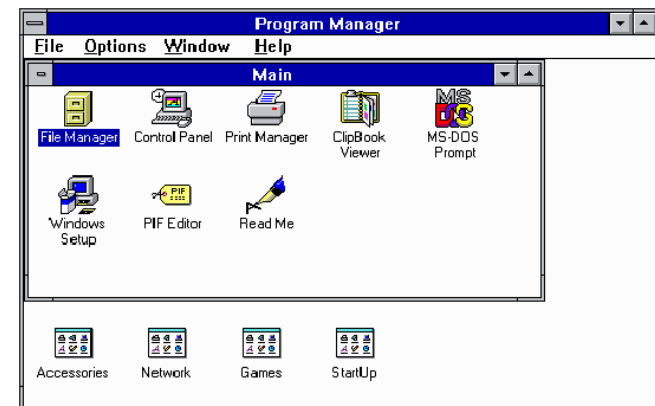 Program Manager
File Options Window Help
Main
File Manager Control Panel Print Manager ClipBook Viewer MS-DOS Prompt
Windows Setup PIF Editor Read Me
Accessories Network Games StartUp